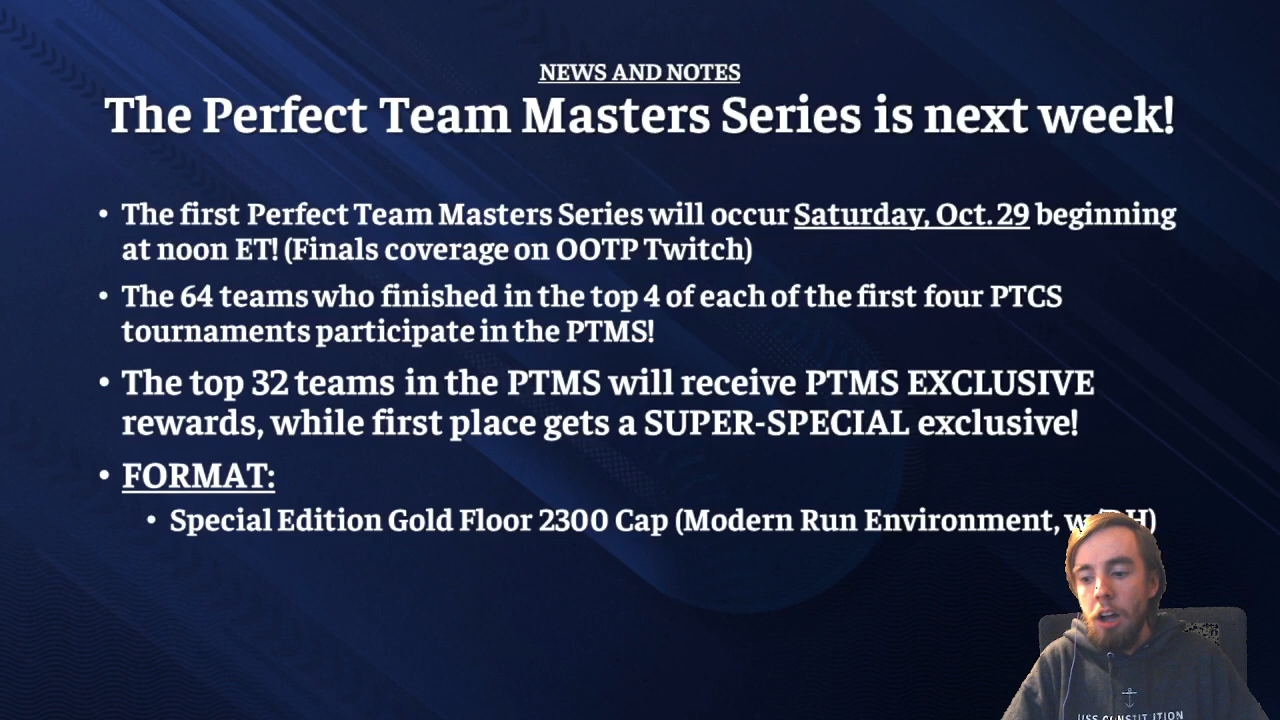 NEWS AND NOTES
The Perfect Team Masters Series is next week!
• The first Perfect Team Masters Series will occur Saturday, Oct. 29 beginning
at noon ET! (Finals coverage on OOTP Twitch)
• The 64 teams who finished in the top 4 of each of the first four PTCS
tournaments participate in the PTMS!
• The top 32 teams in the PTMS will receive PTMS EXCLUSIVE
rewards, while first place gets a SUPER-SPECIAL exclusive!
• FORMAT:
• Special Edition Gold Floor 2300 Cap (Modern Run Environment, w/DH)
USS CONSTITUTION